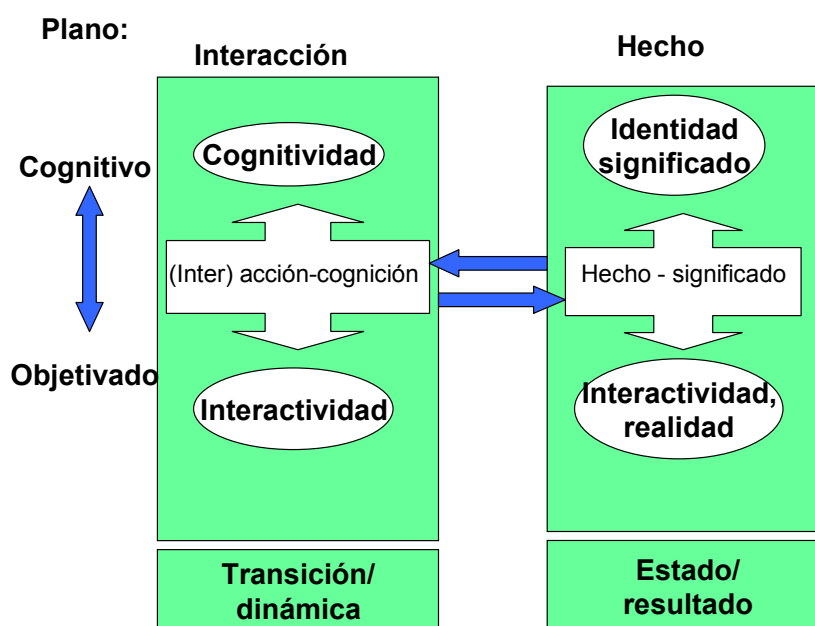 Plano:
Interacción
Hecho
Cognitivo
Cognitividad
Identidad
significado
(Inter) acción-cognición
Hecho - significado
Objetivado
Interactividad
Interactividad,
realidad
Transición/
dinámica
Estado/
resultado